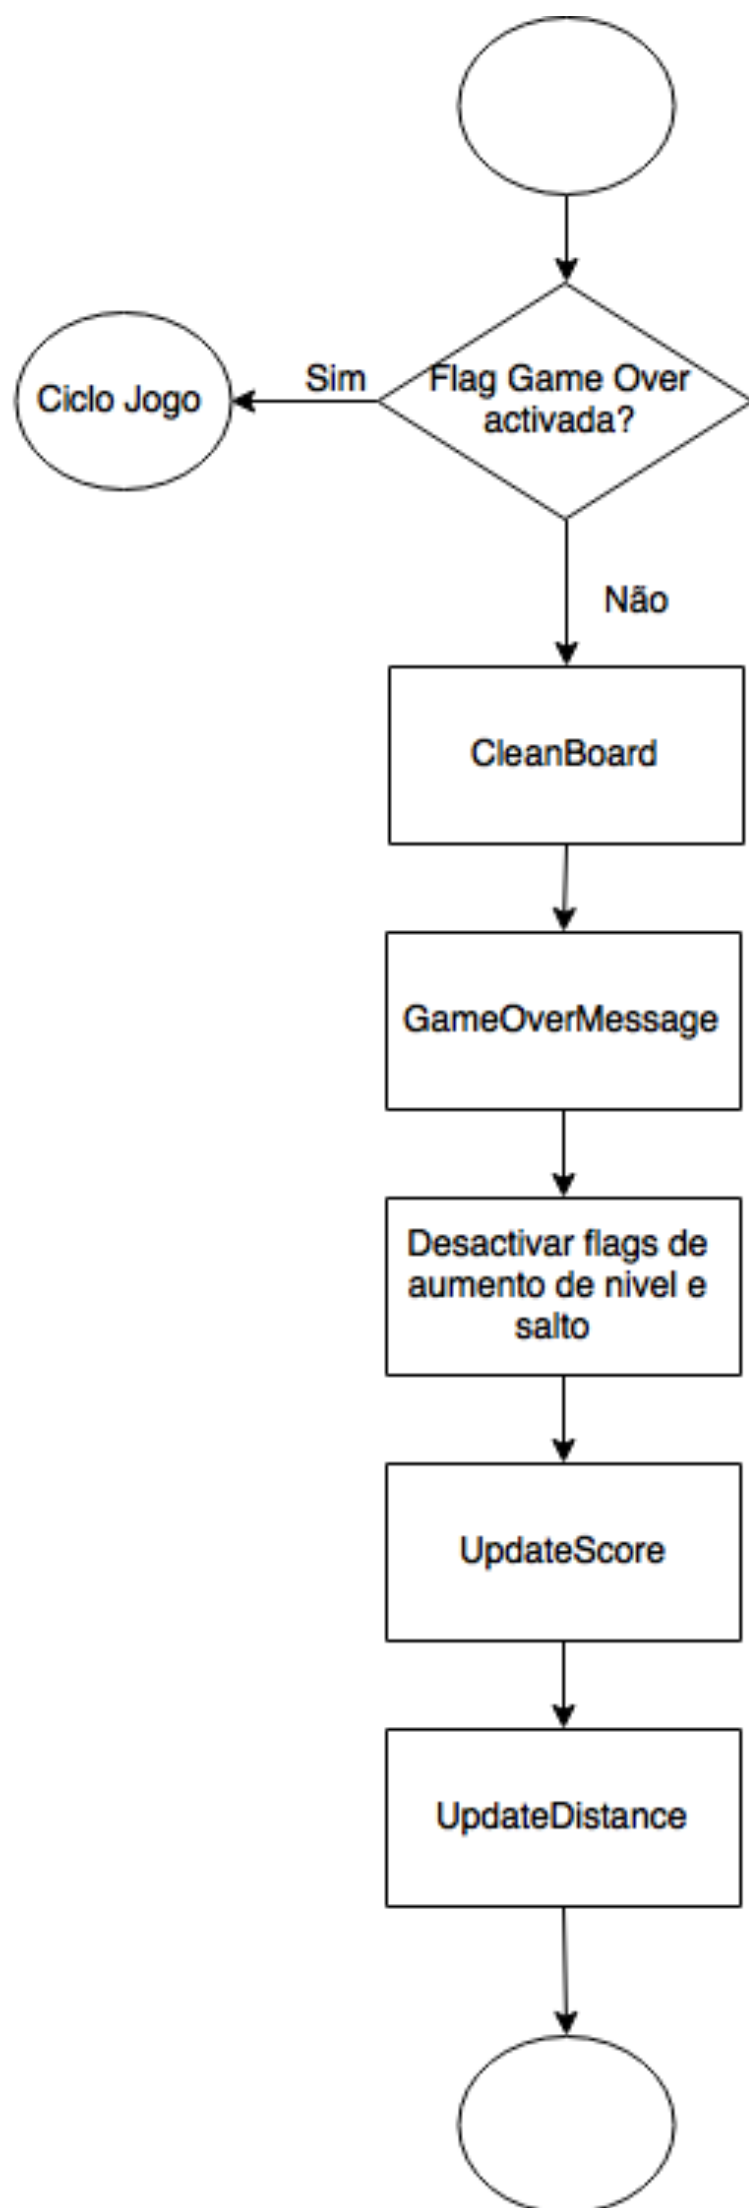 Flag Game Over
activada?
Sim
Ciclo Jogo
Não
CleanBoard
GameOverMessage
Desactivar flags de
aumento de nivel e
salto
UpdateScore
UpdateDistance